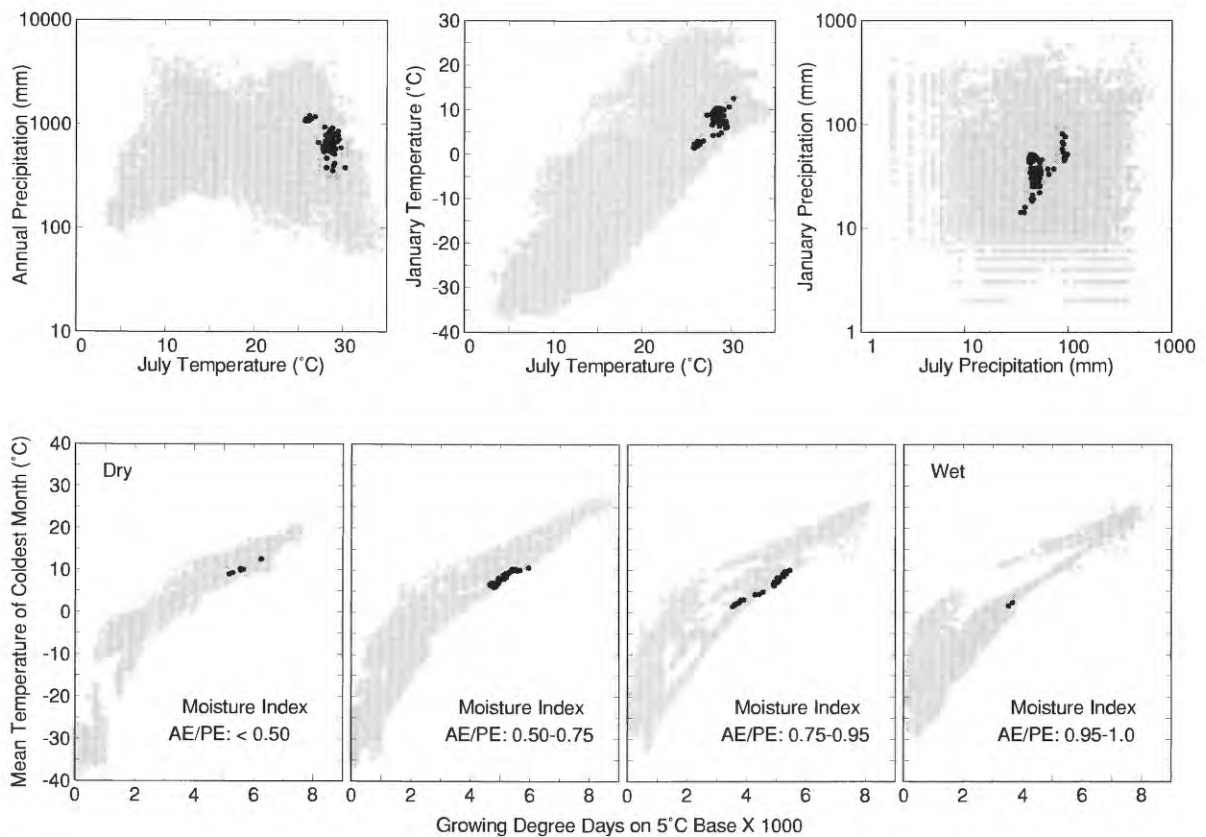 10000
1000
100
10
Annual Precipitation (mm)
0 10 20 30
July Temperature (˚C)
30
20
10
0
-10
-20
-30
-40
January Temperature (˚C)
0 10 20 30
July Temperature (˚C)
1000
100
10
1
January Precipitation (mm)
1 10 100 1000
July Precipitation (mm)
Mean Temperature of Coldest Month (˚C)
40
30
20
10
0
-10
-20
-30
-40
Dry
Moisture Index
AE/PE: < 0.50
0 2 4 6 8
Moisture Index
AE/PE: 0.50-0.75
0 2 4 6 8
Moisture Index
AE/PE: 0.75-0.95
0 2 4 6 8
Wet
Moisture Index
AE/PE: 0.95-1.0
0 2 4 6 8
Growing Degree Days on 5˚C Base X 1000